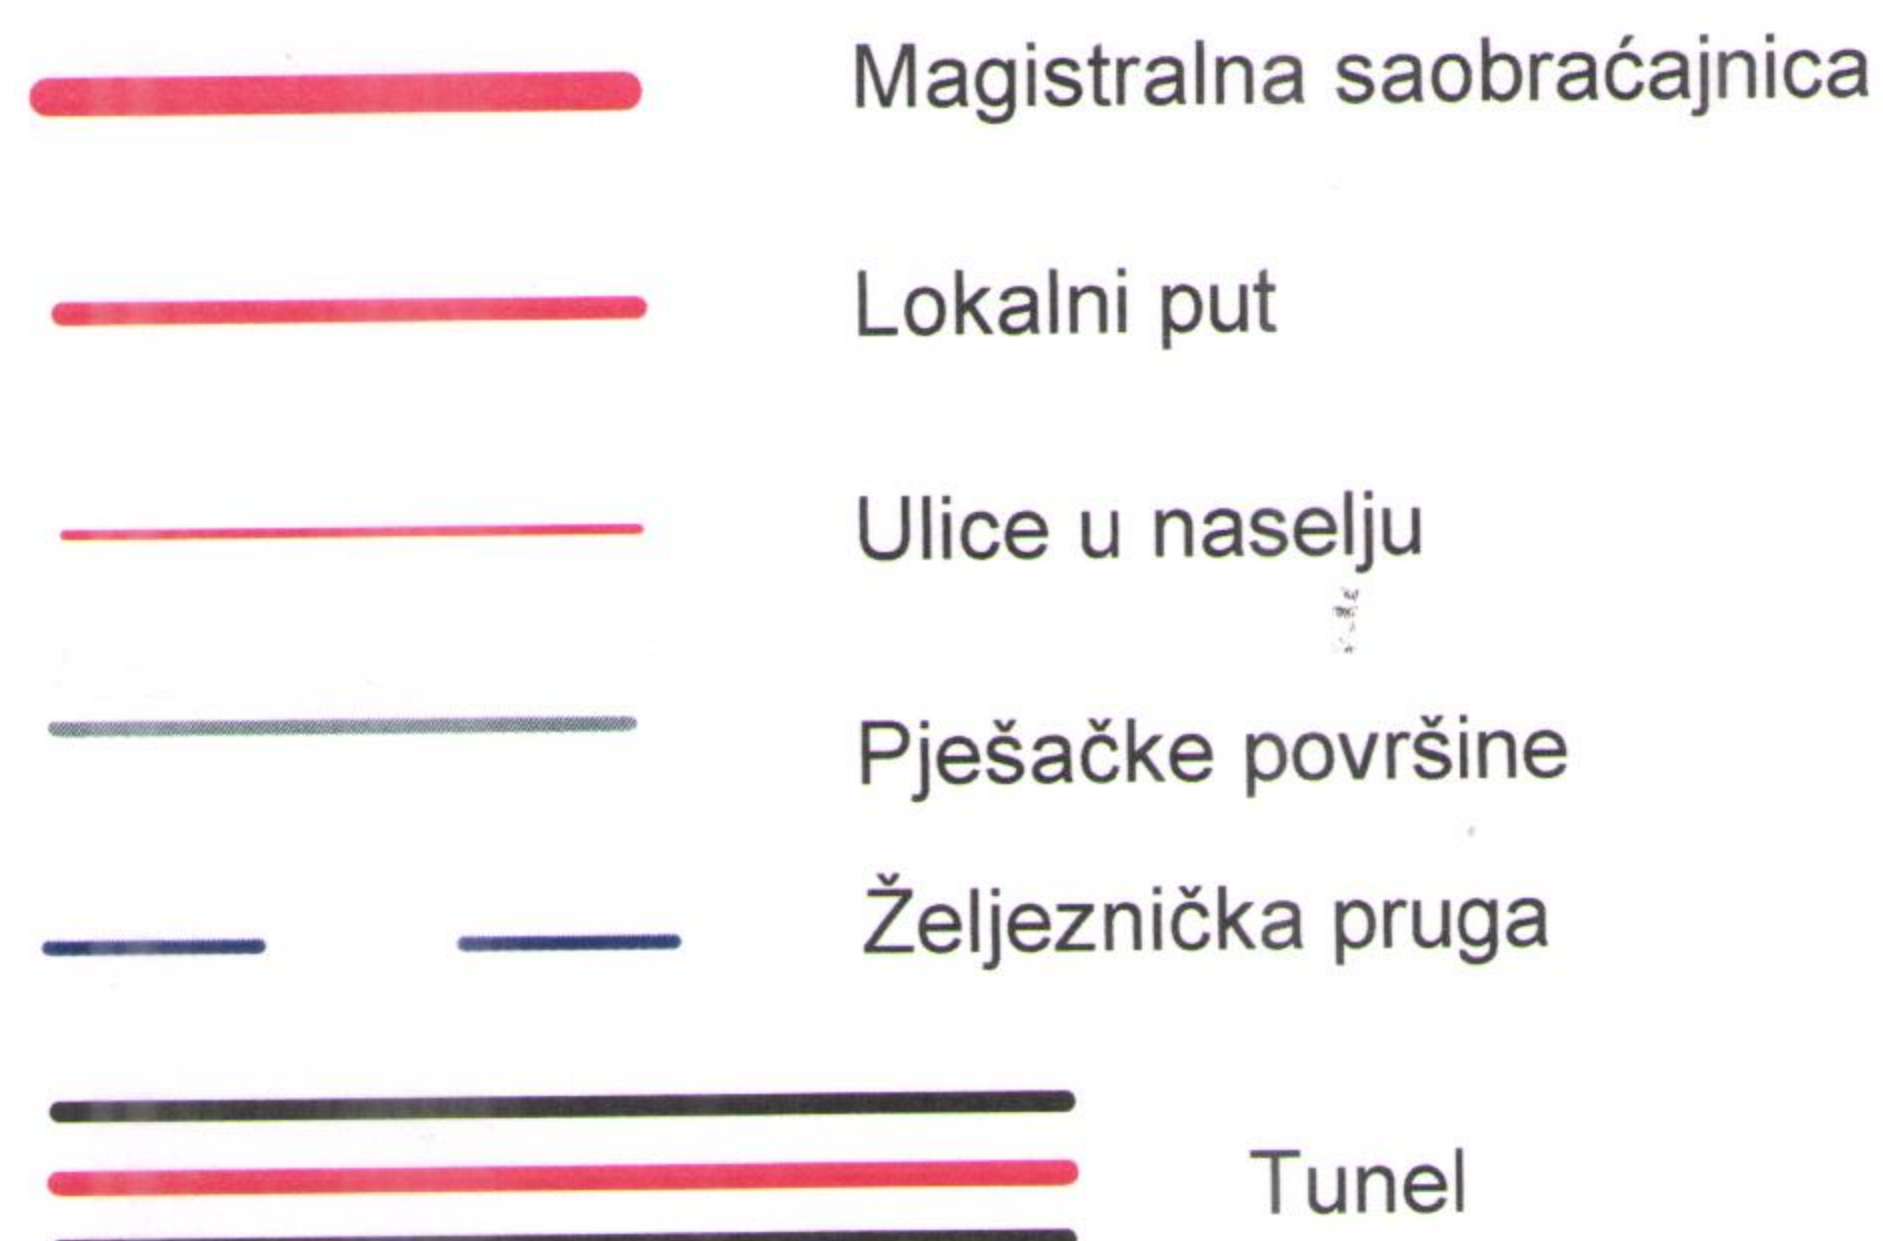 Magistralna saobraćajnica
Lokalni put
Ulice u naselju
Pješačke površine
Željeznička pruga
Tunel